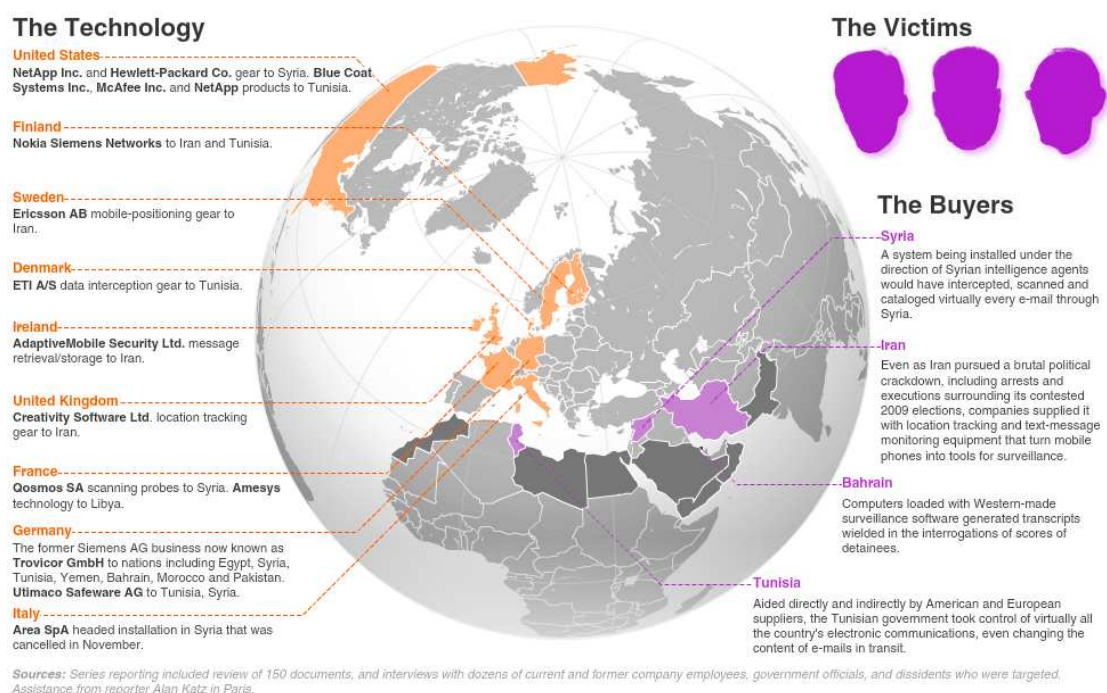 The Technology
United States
NetApp Inc. and Hewlett-Packard Co. gear to Syria. Blue Coat
Systems Inc., McAfee Inc. and NetApp products to Tunisia.
Finland
Nokia Siemens Networks to Iran and Tunisia.
Sweden
Ericsson AB mobile-positioning gear to
Iran.
Denmark
ETI A/S data interception gear to Tunisia.
Ireland
AdaptiveMobile Security Ltd. message
retrieval/storage to Iran.
United Kingdom
Creativity Software Ltd. location tracking
gear to Iran.
France
Qosmos SA scanning probes to Syria. Amesys
technology to Libya.
Germany
The former Siemens AG business now known as
Trovicor GmbH to nations including Egypt, Syria,
Tunisia, Yemen, Bahrain, Morocco and Pakistan.
Utimaco Safeware AG to Tunisia, Syria.
Italy
Area SpA headed installation in Syria that was
cancelled in November.
The Victims
The Buyers
Syria
A system being installed under the
direction of Syrian intelligence agents
would have intercepted, scanned and
cataloged virtually every e-mail through
Syria.
Iran
Even as Iran pursued a brutal political
crackdown, including arrests and
executions surrounding its contested
2009 elections, companies supplied it
with location tracking and text-message
monitoring equipment that turn mobile
phones into tools for surveillance.
Bahrain
Computers loaded with Western-made
surveillance software generated transcripts
wielded in the interrogations of scores of
detainees.
Tunisia
Aided directly and indirectly by American and European
suppliers, the Tunisian government took control of virtually all
the country's electronic communications, even changing the
content of e-mails in transit.
Sources: Series reporting included review of 150 documents, and interviews with dozens of current and former company employees, government officials, and dissidents who were targeted.
Assistance from reporter Alan Katz in Paris.